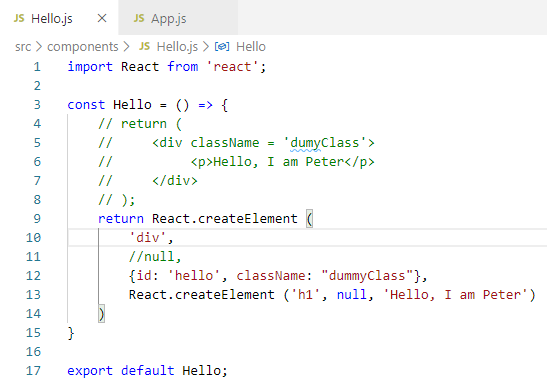 JS Hello.js × JS App.js
src > components > JS Hello.js > Hello
1 import React from 'react';
2
3 const Hello = () => {
4 // return (
5 //     <div className = 'dumyClass'>
6 //          <p>Hello, I am Peter</p>
7 //     </div>
8 // );
9 return React.createElement (
10 'div',
11 //null,
12 {id: 'hello', className: "dummyClass"},
13 React.createElement ('h1', null, 'Hello, I am Peter')
14 )
15 }
16
17 export default Hello;